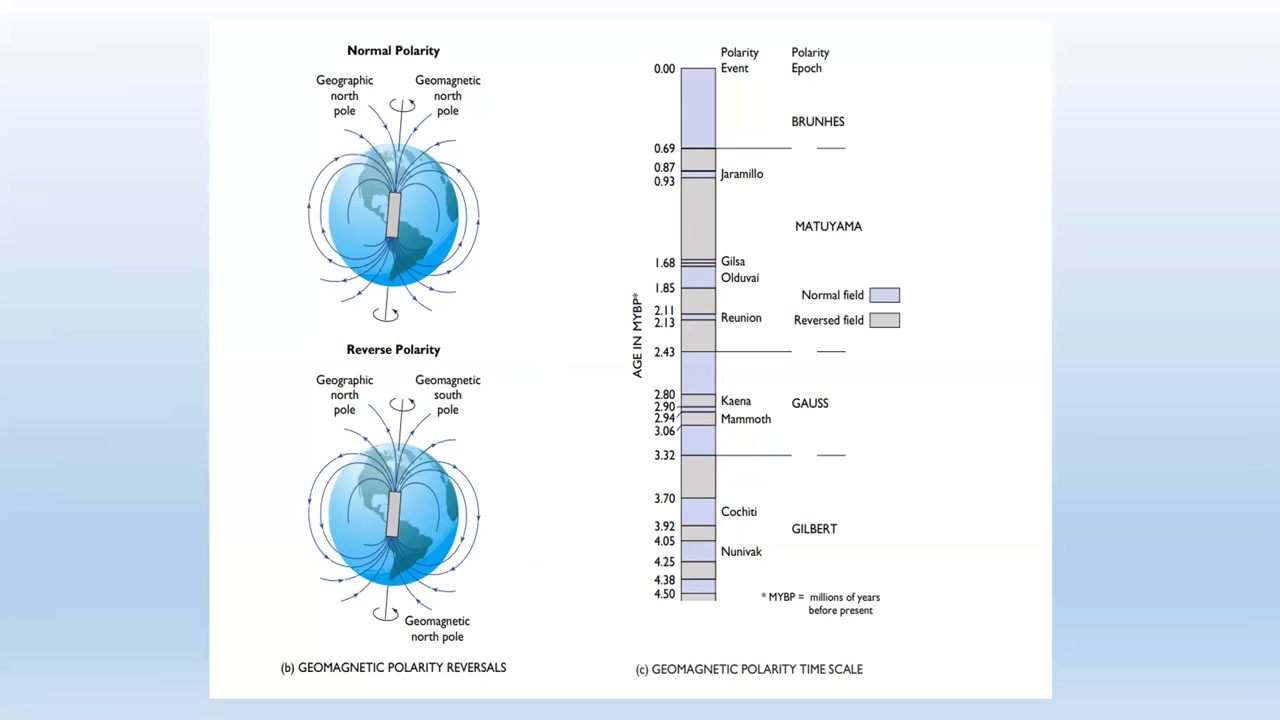 Normal Polarity
Geographic
north
pole
Geomagnetic
north
pole
Reverse Polarity
Geographic
north
pole
Geomagnetic
south
pole
Geomagnetic
north pole
(b) GEOMAGNETIC POLARITY REVERSALS
Polarity
Event
Polarity
Epoch
AGE IN MYBP*
0.00
BRUNHES
0.69
0.87
Jaramillo
0.93
MATUYAMA
Gilsa
1.68
Olduvai
1.85
Normal field
2.11
Reunion
Reversed field
2.13
2.43
2.80
Kaena
GAUSS
2.90
2.94
Mammoth
3.06
3.32
3.70
Cochiti
3.92
GILBERT
4.05
Nunivak
4.25
4.38
4.50
* MYBP = millions of years
before present
(c) GEOMAGNETIC POLARITY TIME SCALE